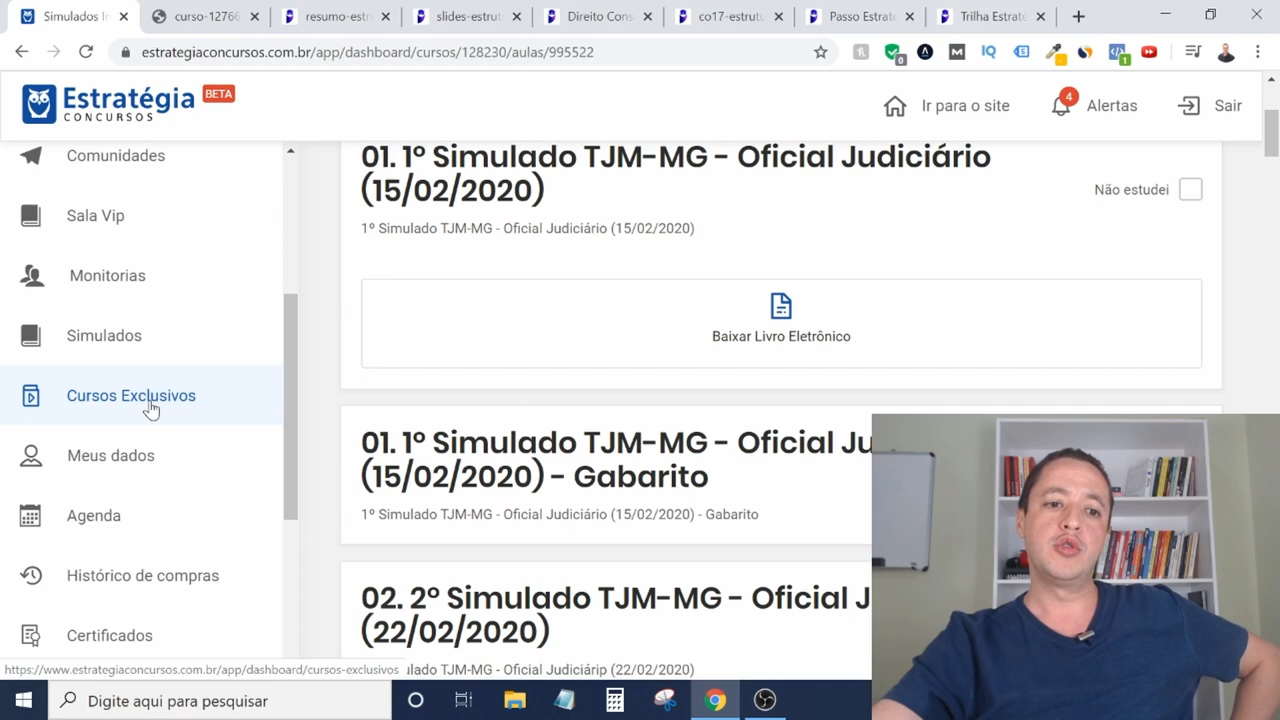 Simulados In
curso-12766
resumo-estr
slides-estrut
Direito Cons
co17-estrutu
Passo Estrat
Trilha Estrate
estrategiaconcursos.com.br/app/dashboard/cursos/128230/aulas/995522
0
M
IQ
1
Estratégia
CONCURSOS
BETA
Ir para o site
4
Alertas
Sair
Comunidades
Sala Vip
Monitorias
Simulados
Cursos Exclusivos
Meus dados
Agenda
Histórico de compras
Certificados
01. 1º Simulado TJM-MG - Oficial Judiciário
(15/02/2020)
Não estudei
1º Simulado TJM-MG - Oficial Judiciário (15/02/2020)
Baixar Livro Eletrônico
01. 1º Simulado TJM-MG - Oficial Ju
(15/02/2020) - Gabarito
1º Simulado TJM-MG - Oficial Judiciário (15/02/2020) - Gabarito
02. 2º Simulado TJM-MG - Oficial J
(22/02/2020)
ulado TJM-MG - Oficial Judiciárip (22/02/2020)
https://www.estrategiaconcursos.com.br/app/dashboard/cursos-exclusivos
Digite aqui para pesquisar